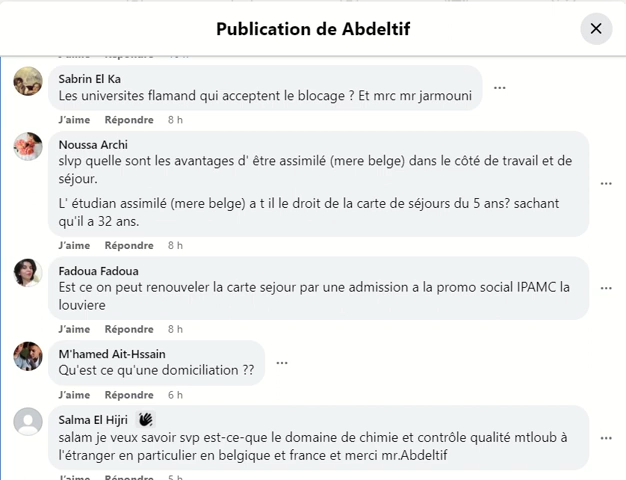 Publication de Abdeltif
J'aime Répondre
Sabrin El Ka
Les universites flamand qui acceptent le blocage ? Et mrc mr jarmouni
J'aime Répondre 8 h
Noussa Archi
slvp quelle sont les avantages d' être assimilé (mere belge) dans le côté de travail et de
séjour.
L' étudian assimilé (mere belge) a t il le droit de la carte de séjours du 5 ans? sachant
qu'il a 32 ans.
J'aime Répondre 8 h
Fadoua Fadoua
Est ce on peut renouveler la carte sejour par une admission a la promo social IPAMC la
louviere
J'aime Répondre 8 h
M'hamed Ait-Hssain
Qu'est ce qu'une domiciliation ??
J'aime Répondre 6 h
Salma El Hijri
salam je veux savoir svp est-ce-que le domaine de chimie et contrôle qualité mtloub à
l'étranger en particulier en belgique et france et merci mr.Abdeltif
J'aime Répondre 5 h